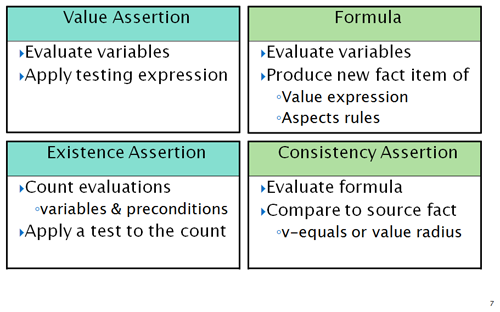 Value Assertion
▸Evaluate variables
▸Apply testing expression
Formula
▸Evaluate variables
▸Produce new fact item of
◦Value expression
◦Aspects rules
Existence Assertion
▸Count evaluations
◦variables & preconditions
▸Apply a test to the count
Consistency Assertion
▸Evaluate formula
▸Compare to source fact
◦v-equals or value radius
7